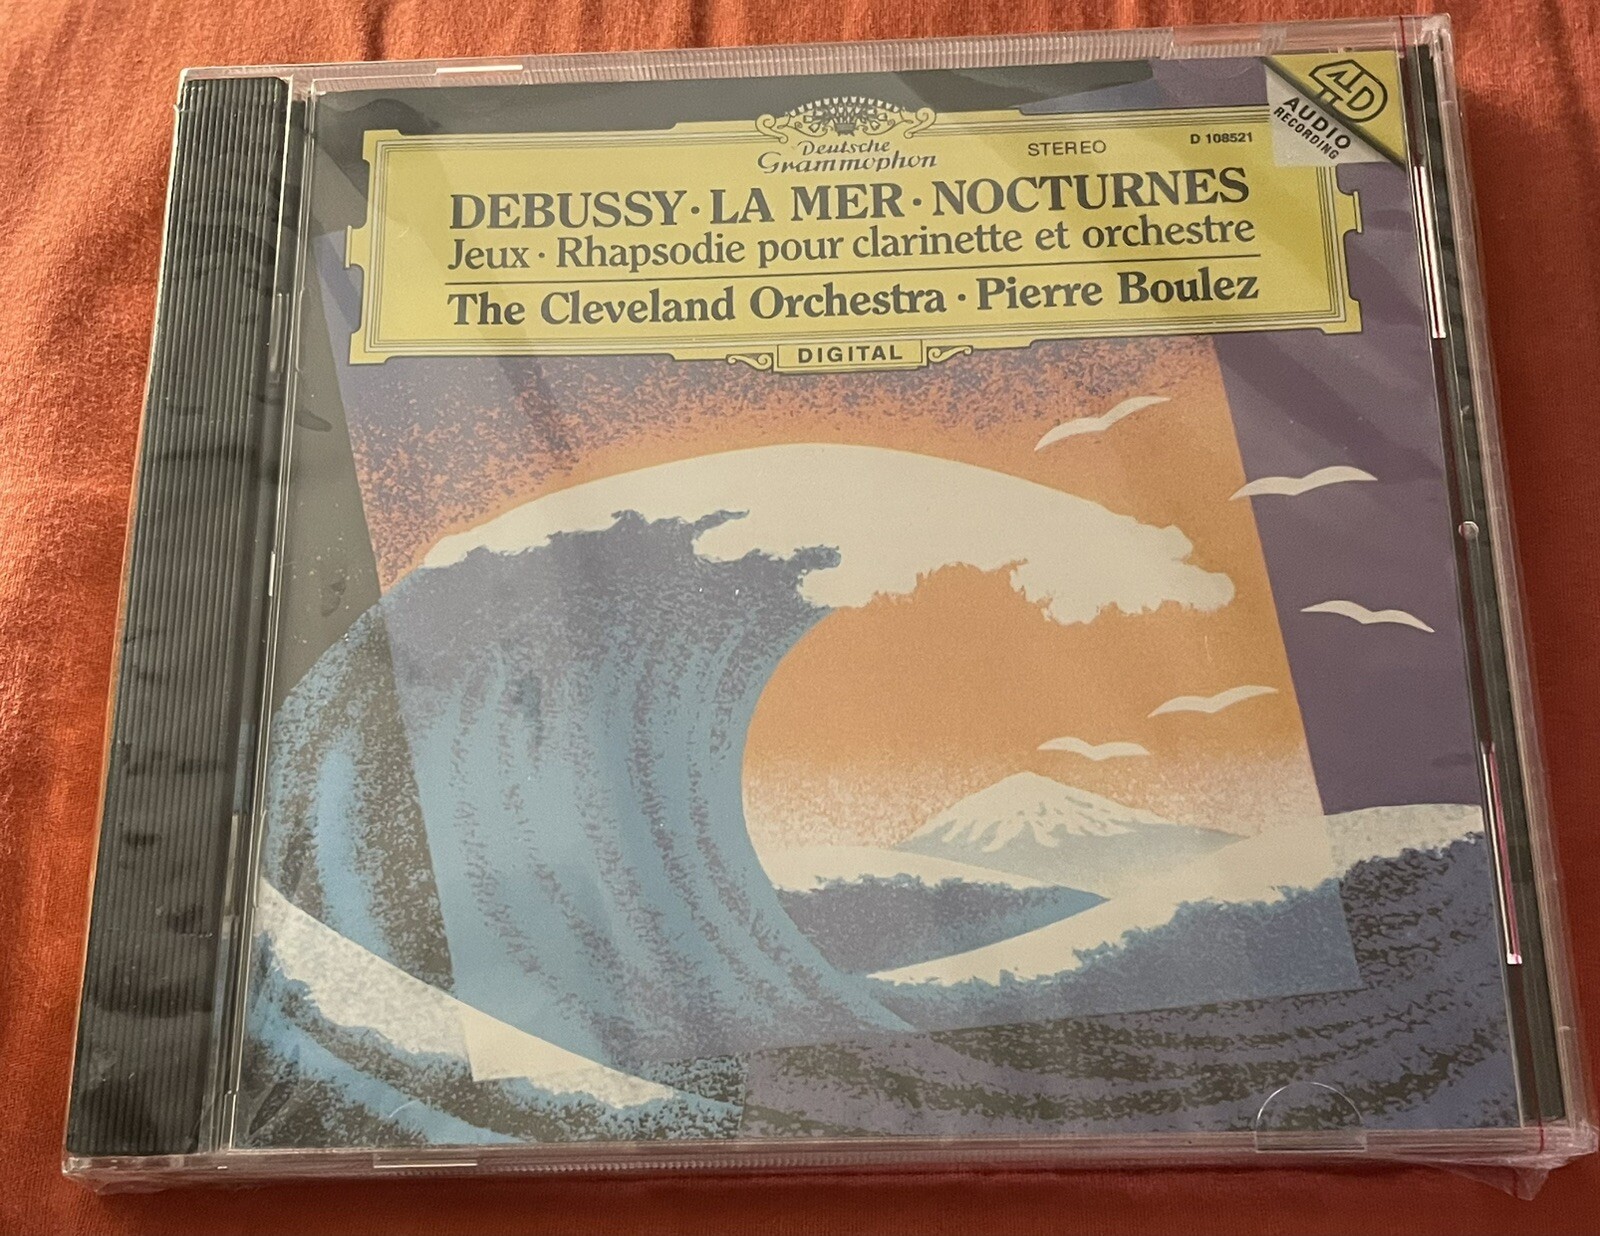 Deutsche
Grammophon
STEREO
D 108521
4D
AUDIO
RECORDING
DEBUSSY · LA MER · NOCTURNES
Jeux · Rhapsodie pour clarinette et orchestre
The Cleveland Orchestra · Pierre Boulez
DIGITAL